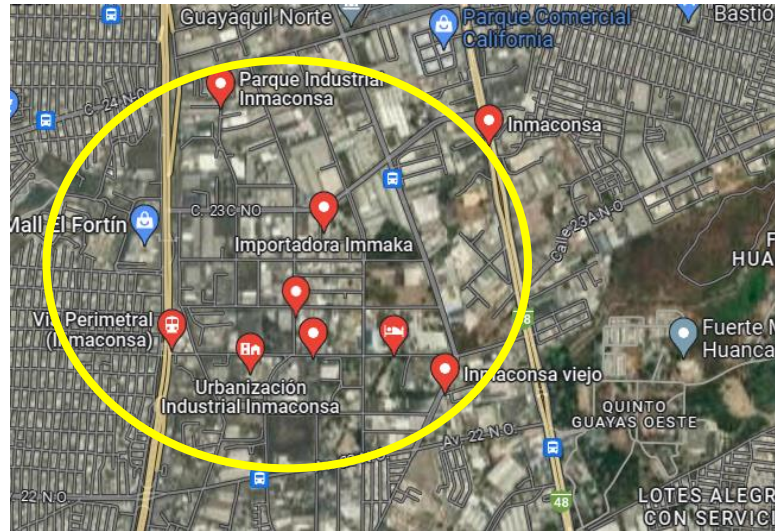 Guayaquil Norte
Parque Comercial
California
Bastió
Parque Industrial
Inmaconsa
C. 24 N-O
Inmaconsa
C. 23C NO
Mall El Fortín
Importadora Immaka
Calle 23A N-O
F
HUA
Vía Perimetral
(Inmaconsa)
8
Fuerte M
Huanca
Urbanización
Industrial Inmaconsa
Inmaconsa viejo
QUINTO
GUAYAS OESTE
Av. 22 N-O
22 N.O
48
LOTES ALEGR
CON SERVICI